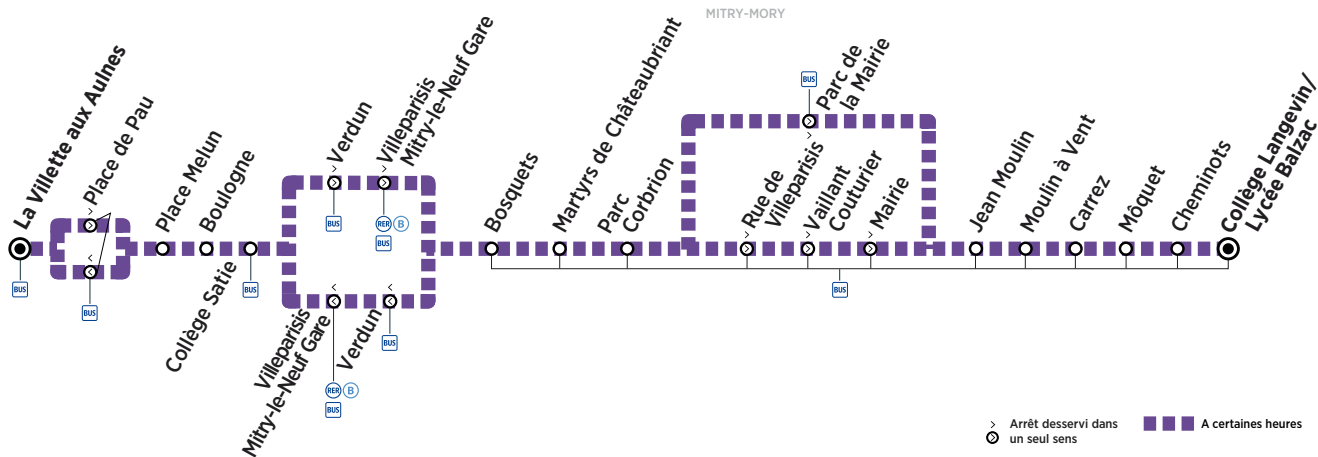 MITRY-MORY
La Villette aux Aulnes
Place de Pau
Place Melun
Boulogne
Collège Satie
Verdun
Villeparisis
Mitry-le-Neuf Gare
Villeparisis
Mitry-le-Neuf Gare
Verdun
Bosquets
Martyrs de Châteaubriant
Parc
Corbrion
Rue de
Villeparisis
Vaillant
Couturier
Mairie
Parc de
la Mairie
Jean Moulin
Moulin à Vent
Carrez
Môquet
Cheminots
Collège Langevin/
Lycée Balzac
BUS
BUS
BUS
BUS
RER B
BUS
RER B
BUS
BUS
BUS
BUS
Arrêt desservi dans
un seul sens
A certaines heures